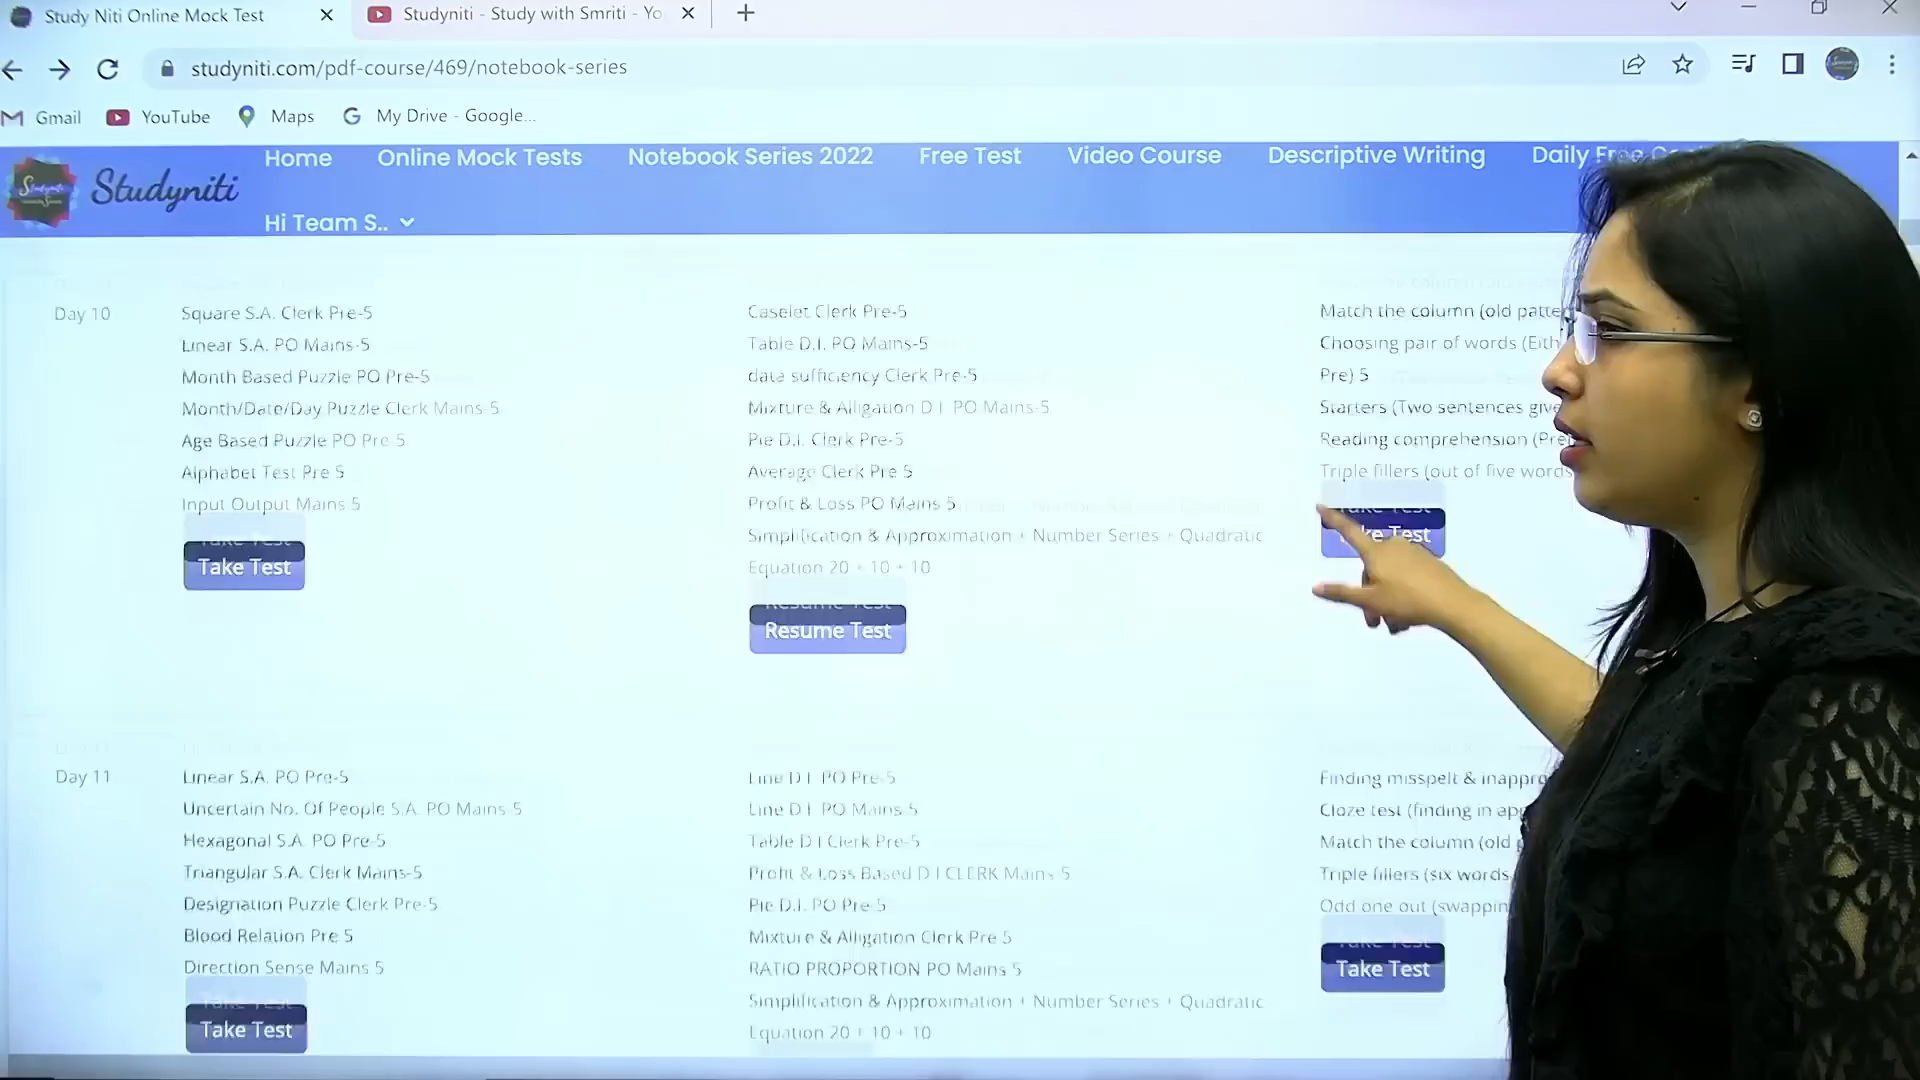 Study Niti Online Mock Test
Studyniti - Study with Smriti - Yo
studyniti.com/pdf-course/469/notebook-series
Gmail
YouTube
Maps
My Drive - Google...
Studyniti
Home
Online Mock Tests
Notebook Series 2022
Free Test
Video Course
Descriptive Writing
Daily Free
Hi Team S..
Day 10
Square S.A. Clerk Pre-5
Linear S.A. PO Mains-5
Month Based Puzzle PO Pre-5
Month/Date/Day Puzzle Clerk Mains-5
Age Based Puzzle PO Pre 5
Alphabet Test Pre 5
Input Output Mains 5
Take Test
Caselet Clerk Pre-5
Table D.I. PO Mains-5
data sufficiency Clerk Pre-5
Mixture & Alligation D I PO Mains-5
Pie D.I. Clerk Pre-5
Average Clerk Pre 5
Profit & Loss PO Mains 5
Simplification & Approximation + Number Series + Quadratic
Equation 20 + 10 + 10
Resume Test
Match the column (old patte
Choosing pair of words (Eith
Pre) 5
Starters (Two sentences give
Reading comprehension (Pre
Triple fillers (out of five words
Take Test
Day 11
Linear S.A. PO Pre-5
Uncertain No. Of People S.A. PO Mains-5
Hexagonal S.A. PO Pre-5
Triangular S.A. Clerk Mains-5
Designation Puzzle Clerk Pre-5
Blood Relation Pre 5
Direction Sense Mains 5
Take Test
Line D I PO Pre-5
Line D I PO Mains-5
Table D I Clerk Pre-5
Profit & Loss Based D I CLERK Mains-5
Pie D.I. PO Pre-5
Mixture & Alligation Clerk Pre 5
RATIO PROPORTION PO Mains 5
Simplification & Approximation + Number Series + Quadratic
Equation 20 + 10 + 10
Finding misspelt & inappro
Cloze test (finding in app
Match the column (old
Triple fillers (six words
Odd one out (swappin
Take Test